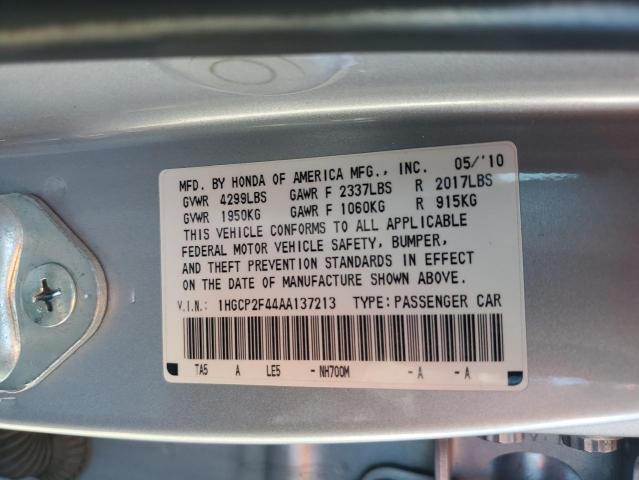 MFD. BY HONDA OF AMERICA MFG., INC. 05/'10
GVWR 4299LBS GAWR F 2337LBS R 2017LBS
GVWR 1950KG GAWR F 1060KG R 915KG
THIS VEHICLE CONFORMS TO ALL APPLICABLE
FEDERAL MOTOR VEHICLE SAFETY, BUMPER,
AND THEFT PREVENTION STANDARDS IN EFFECT
ON THE DATE OF MANUFACTURE SHOWN ABOVE.
V.I.N. 1HGCP2F44AA137213 TYPE: PASSENGER CAR
TA5 A LE5 - NH700M - A - A